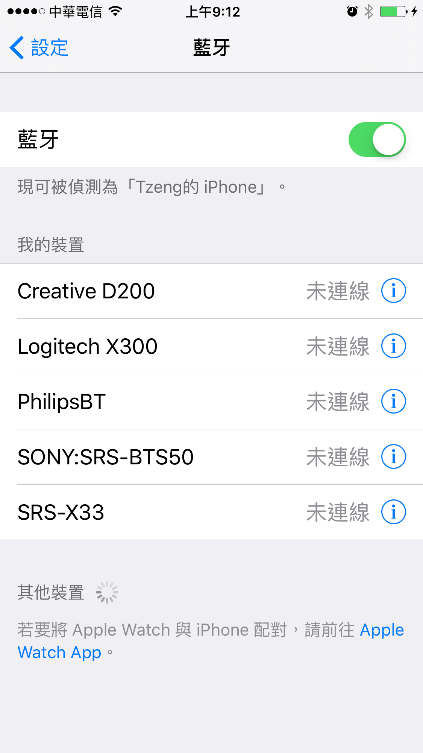 中華電信 上午9:12
設定 藍牙
藍牙
現可被偵測為「Tzeng的 iPhone」。
我的裝置
Creative D200 未連線
Logitech X300 未連線
PhilipsBT 未連線
SONY:SRS-BTS50 未連線
SRS-X33 未連線
其他裝置
若要將 Apple Watch 與 iPhone 配對，請前往 Apple
Watch App。